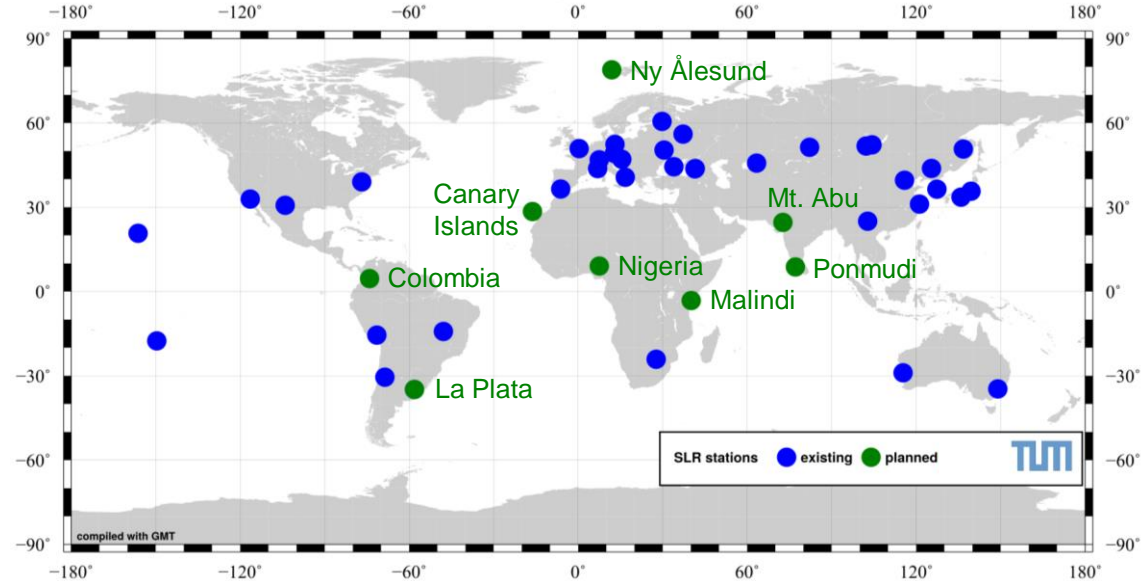 −180° −120° −60° 0° 60° 120° 180°
90° 90°
Ny Ålesund
60° 60°
Canary
Islands
Mt. Abu
30° 30°
Colombia
Nigeria
Ponmudi
0° 0°
Malindi
−30° −30°
La Plata
SLR stations existing planned TUM
−60° −60°
compiled with GMT
−90° −90°
−180° −120° −60° 0° 60° 120° 180°